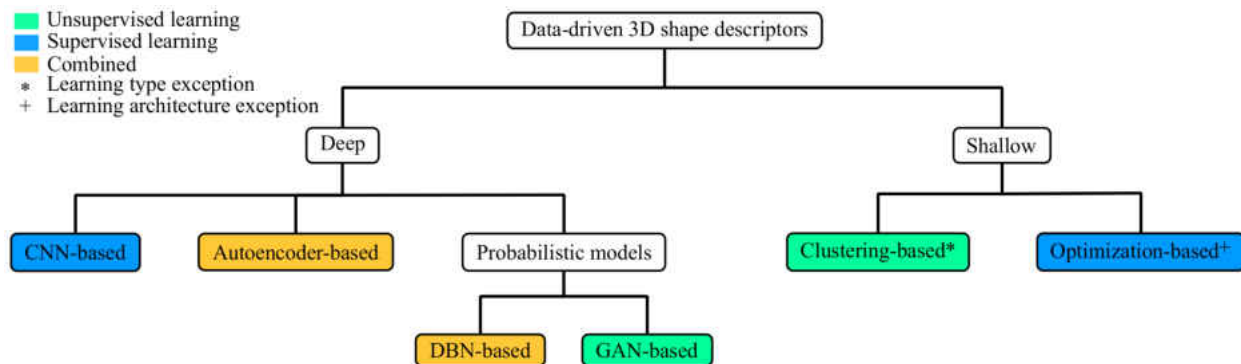 Unsupervised learning
Supervised learning
Combined
* Learning type exception
+ Learning architecture exception
Data-driven 3D shape descriptors
Deep
Shallow
CNN-based
Autoencoder-based
Probabilistic models
Clustering-based*
Optimization-based+
DBN-based
GAN-based